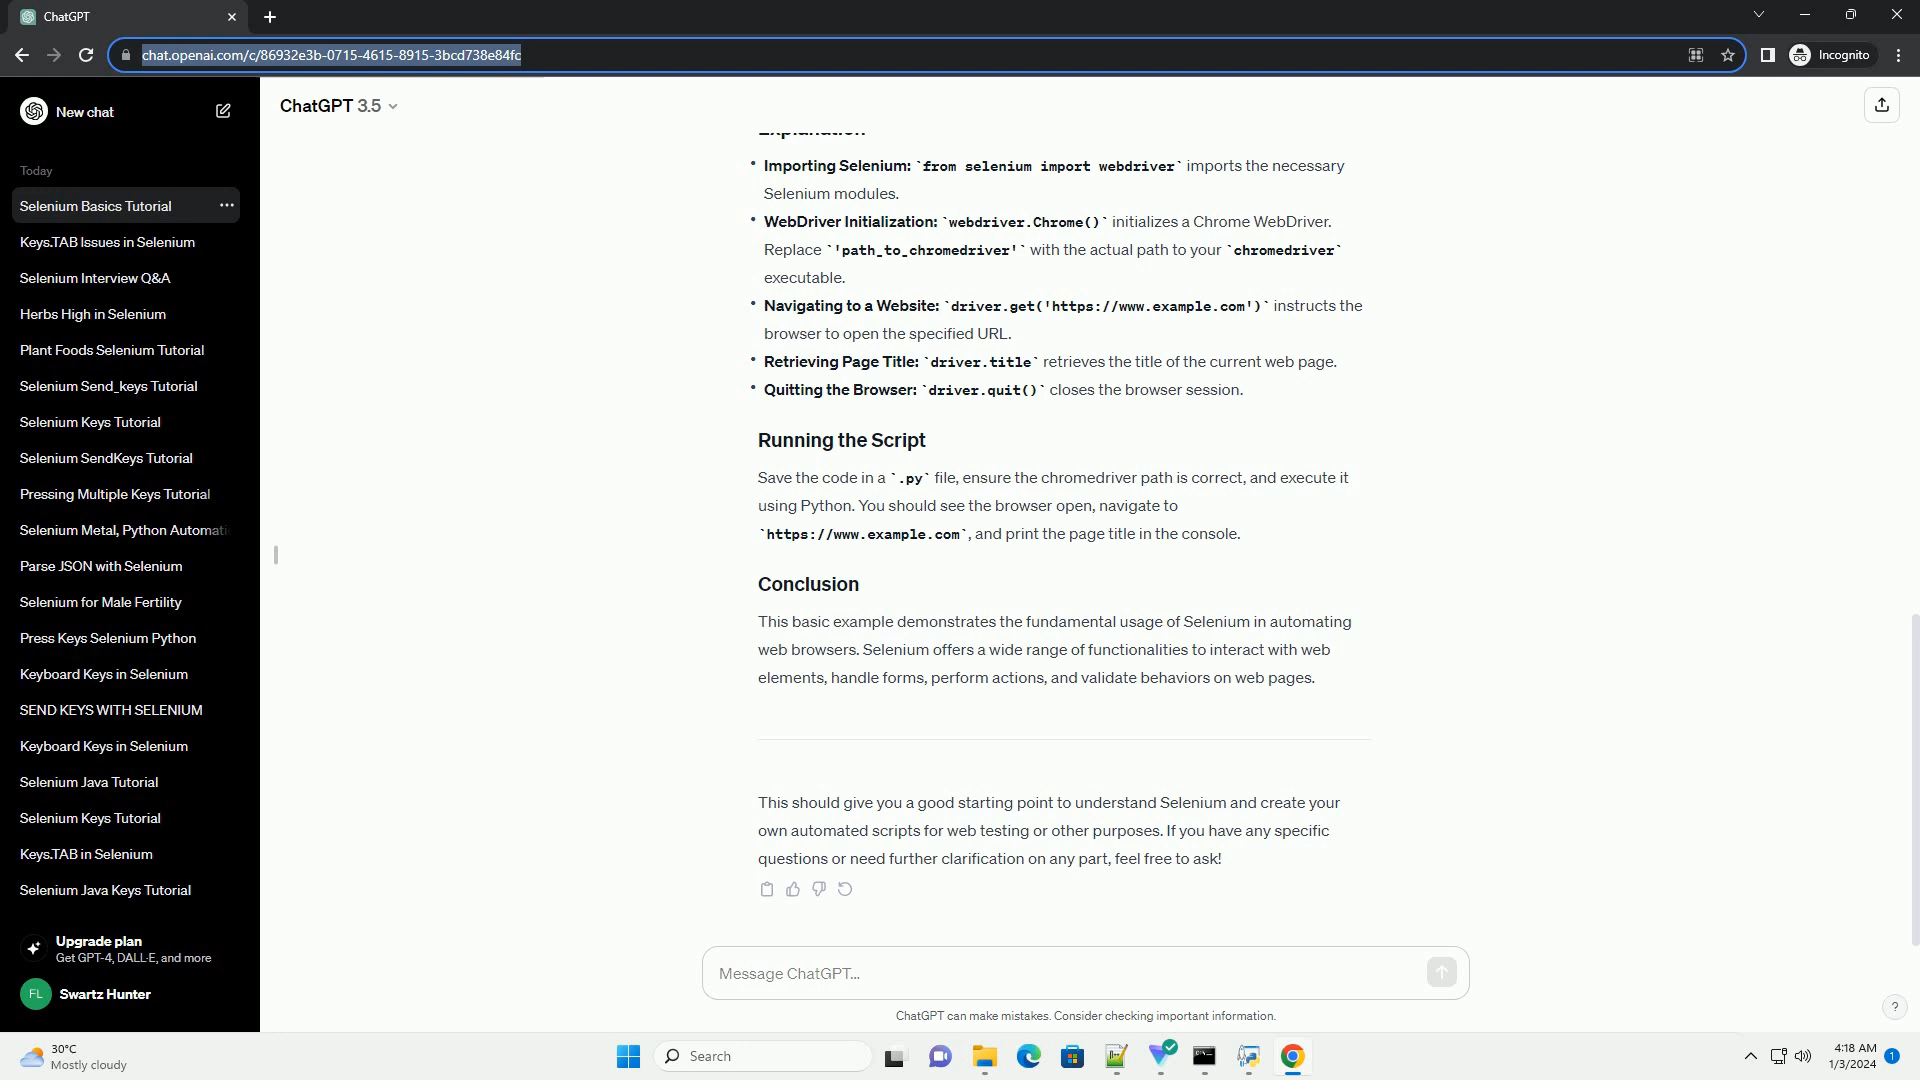 ChatGPT
chat.openai.com/c/86932e3b-0715-4615-8915-3bcd738e84fc
Incognito
New chat
Today
Selenium Basics Tutorial
Keys.TAB Issues in Selenium
Selenium Interview Q&A
Herbs High in Selenium
Plant Foods Selenium Tutorial
Selenium Send_keys Tutorial
Selenium Keys Tutorial
Selenium SendKeys Tutorial
Pressing Multiple Keys Tutorial
Selenium Metal, Python Automati
Parse JSON with Selenium
Selenium for Male Fertility
Press Keys Selenium Python
Keyboard Keys in Selenium
SEND KEYS WITH SELENIUM
Keyboard Keys in Selenium
Selenium Java Tutorial
Selenium Keys Tutorial
Keys.TAB in Selenium
Selenium Java Keys Tutorial
Upgrade plan
Get GPT-4, DALL·E, and more
FL Swartz Hunter
ChatGPT 3.5
Explanation
• Importing Selenium: `from selenium import webdriver` imports the necessary
Selenium modules.
• WebDriver Initialization: `webdriver.Chrome()` initializes a Chrome WebDriver.
Replace `'path_to_chromedriver'` with the actual path to your `chromedriver`
executable.
• Navigating to a Website: `driver.get('https://www.example.com')` instructs the
browser to open the specified URL.
• Retrieving Page Title: `driver.title` retrieves the title of the current web page.
• Quitting the Browser: `driver.quit()` closes the browser session.
Running the Script
Save the code in a `.py` file, ensure the chromedriver path is correct, and execute it
using Python. You should see the browser open, navigate to
`https://www.example.com`, and print the page title in the console.
Conclusion
This basic example demonstrates the fundamental usage of Selenium in automating
web browsers. Selenium offers a wide range of functionalities to interact with web
elements, handle forms, perform actions, and validate behaviors on web pages.
This should give you a good starting point to understand Selenium and create your
own automated scripts for web testing or other purposes. If you have any specific
questions or need further clarification on any part, feel free to ask!
Message ChatGPT...
ChatGPT can make mistakes. Consider checking important information.
?
30°C
Mostly cloudy
Search
4:18 AM
1/3/2024
1